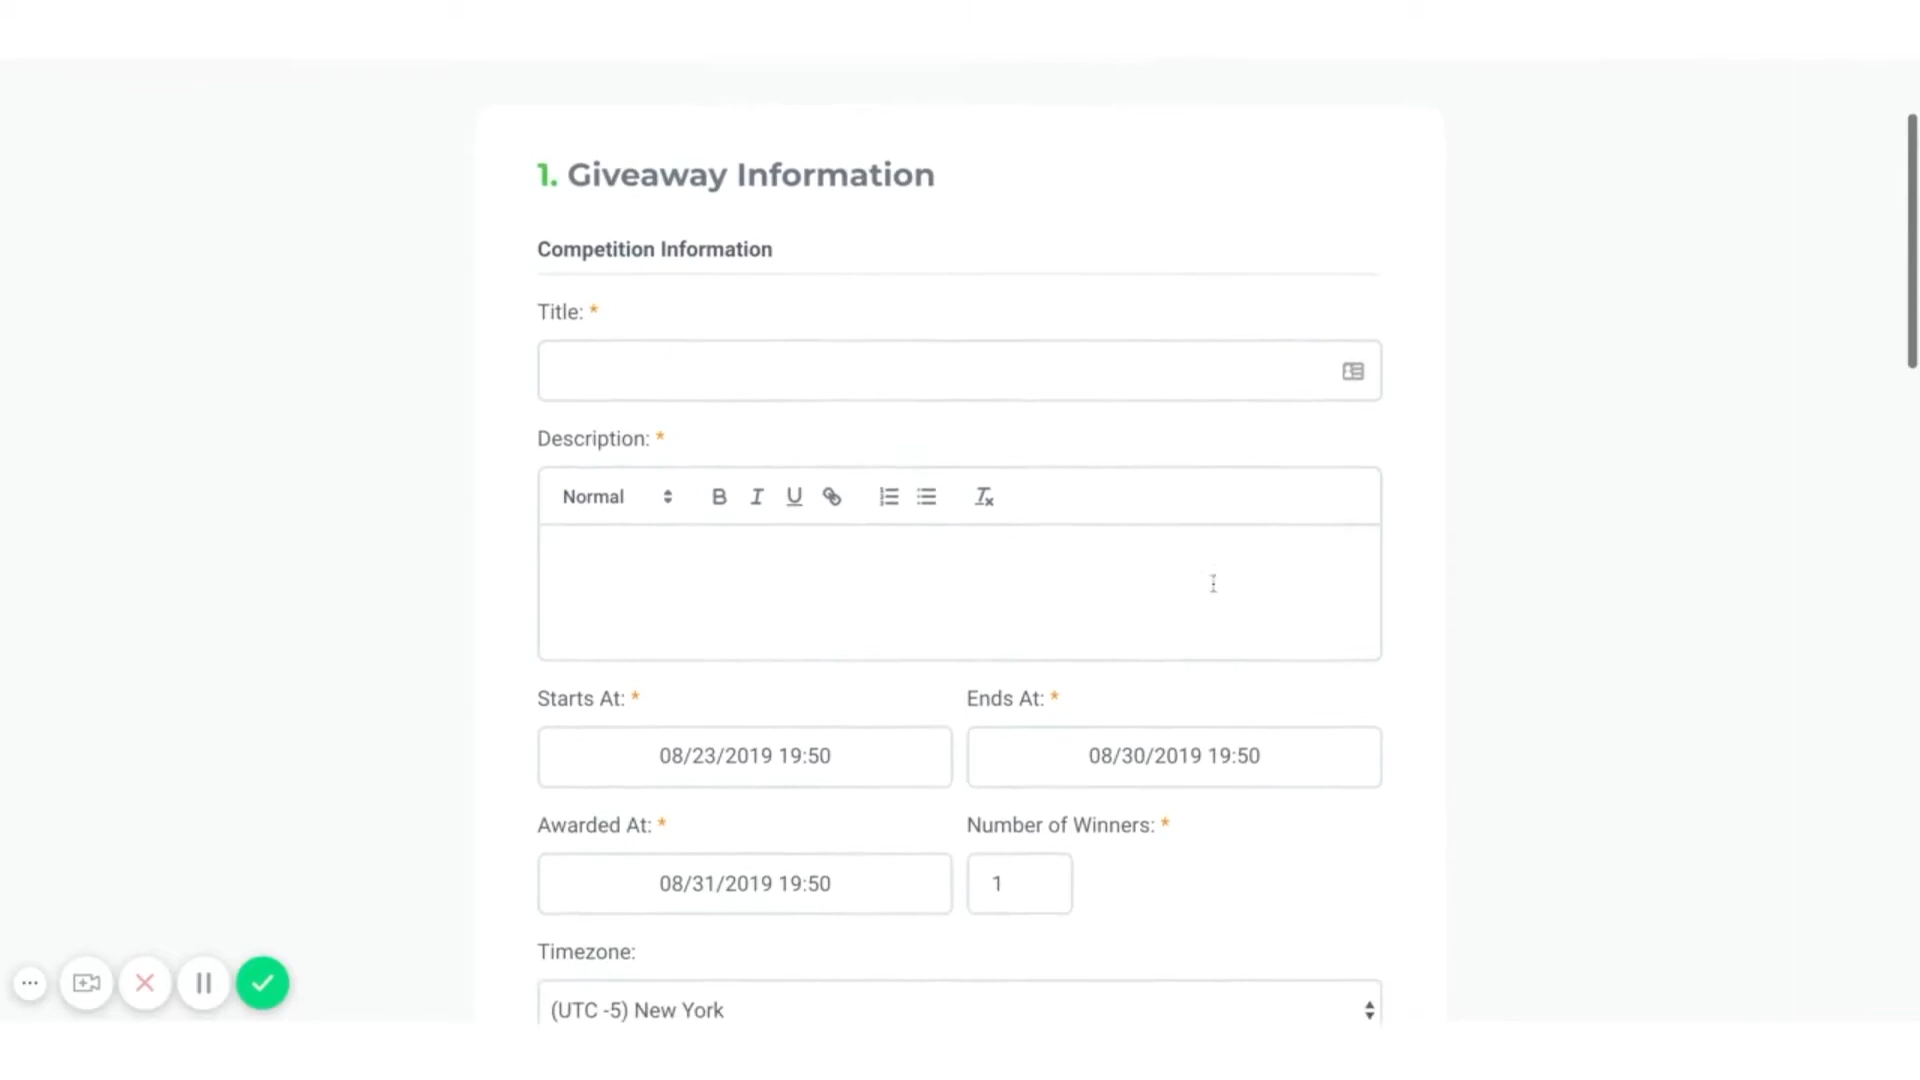 1. Giveaway Information
Competition Information
Title: *
Description: *
Normal B I U
Starts At: * Ends At: *
08/23/2019 19:50 08/30/2019 19:50
Awarded At: * Number of Winners: *
08/31/2019 19:50 1
Timezone:
(UTC -5) New York